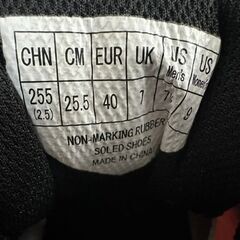 CHN CM EUR UK US Men's US Women's
255 (2.5) 25.5 40 7 7½ 9
NON-MARKING RUBBER
SOLED SHOES
MADE IN CHINA